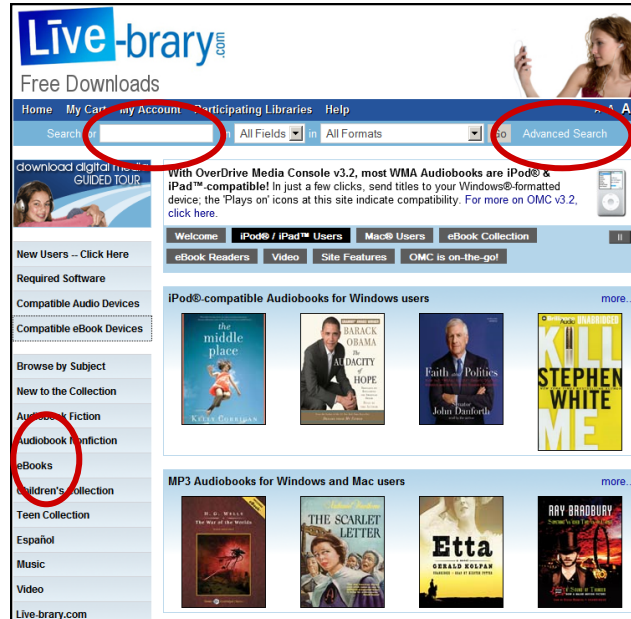 Līve-brary.com
Free Downloads
Home My Cart My Account Participating Libraries Help A A A
Search for in All Fields in All Formats Go Advanced Search
download digital media
GUIDED TOUR
With OverDrive Media Console v3.2, most WMA Audiobooks are iPod® &
iPad™-compatible! In just a few clicks, send titles to your Windows®-formatted
device; the 'Plays on' icons at this site indicate compatibility. For more on OMC v3.2,
click here.
Welcome iPod® / iPad™ Users Mac® Users eBook Collection
eBook Readers Video Site Features OMC is on-the-go!
New Users -- Click Here
Required Software
Compatible Audio Devices
Compatible eBook Devices
Browse by Subject
New to the Collection
Audiobook Fiction
Audiobook Nonfiction
eBooks
Children's Collection
Teen Collection
Español
Music
Video
Live-brary.com
iPod®-compatible Audiobooks for Windows users more..
the
middle
place
KELLY CORRIGAN
BARACK
OBAMA
The
AUDACITY
of
HOPE
Faith and Politics
Senator
John Danforth
Audio UNABRIDGED
KILL
STEPHEN
WHITE
ME
MP3 Audiobooks for Windows and Mac users more..
H. G. WELLS
The War of the Worlds
THE SCARLET
LETTER
Etta
GERALD KOLPAN
RAY BRADBURY